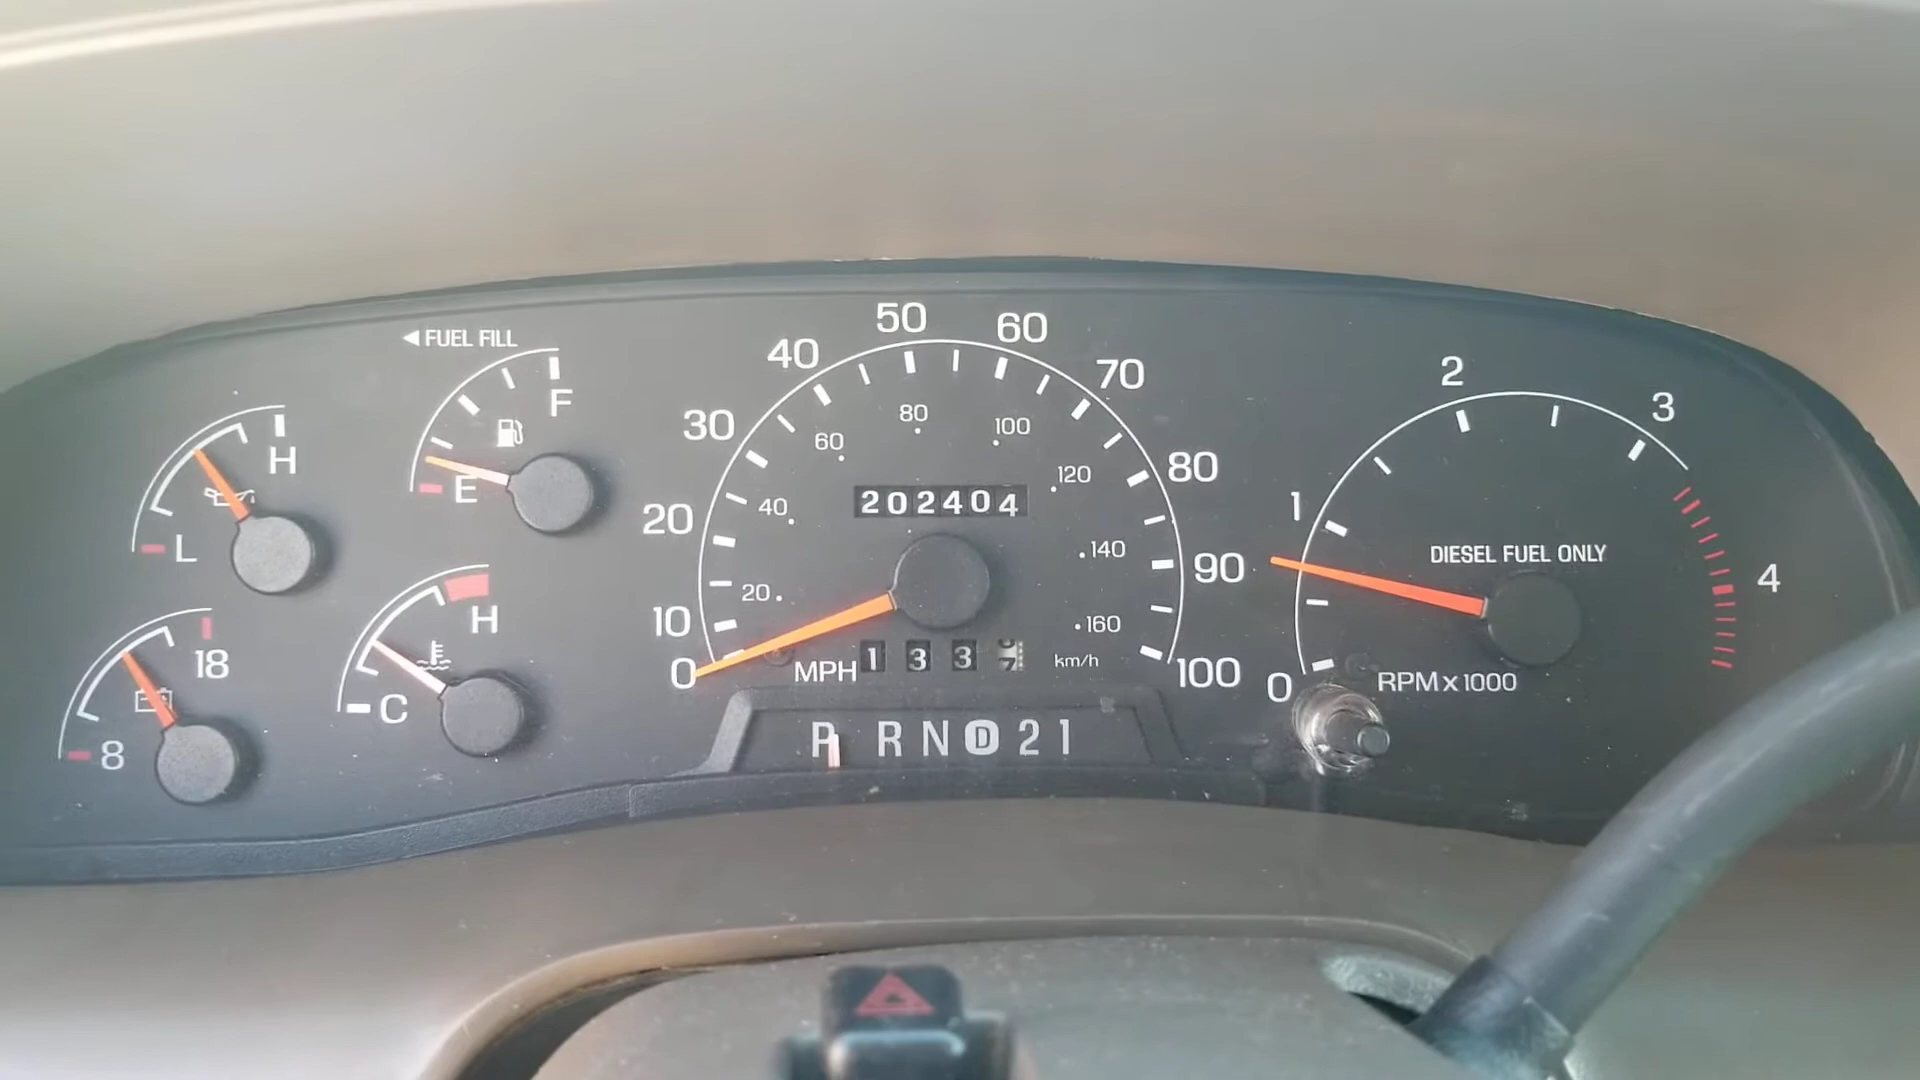 ◄ FUEL FILL
F
E
H
L
18
8
H
C
0 10 20 30 40 50 60 70 80 90 100
20 40 60 80 100 120 140 160
202404
MPH
133
km/h
P R N D 2 1
0 1 2 3 4
DIESEL FUEL ONLY
RPM x 1000